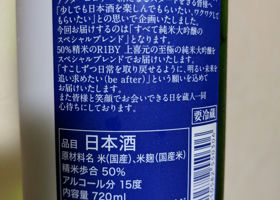 「少しでも日本酒を楽しんでもらいたい、ワクワクして
もらいたい」との思いで企画いたしました。
今回お届けするのは「すべて純米大吟醸の
スペシャルブレンド」となります。
50%精米のR1BY 上喜元の至極の純米大吟醸を
スペシャルブレンドでお届けいたします。
「すこしずつ日常を取り戻せるように、明るい未来を
追い求めたい(be after)」という願いを込めて
お届けいたします。
また皆様と笑顔でお会いできる日を蔵人一同
心待ちにしております。
要冷蔵
品目 日本酒
原材料名 米(国産)、米麹(国産米)
精米歩合 50%
アルコール分 15度
内容量 720ml